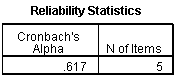 Reliability Statistics
Cronbach's
Alpha
N of Items
.617
5